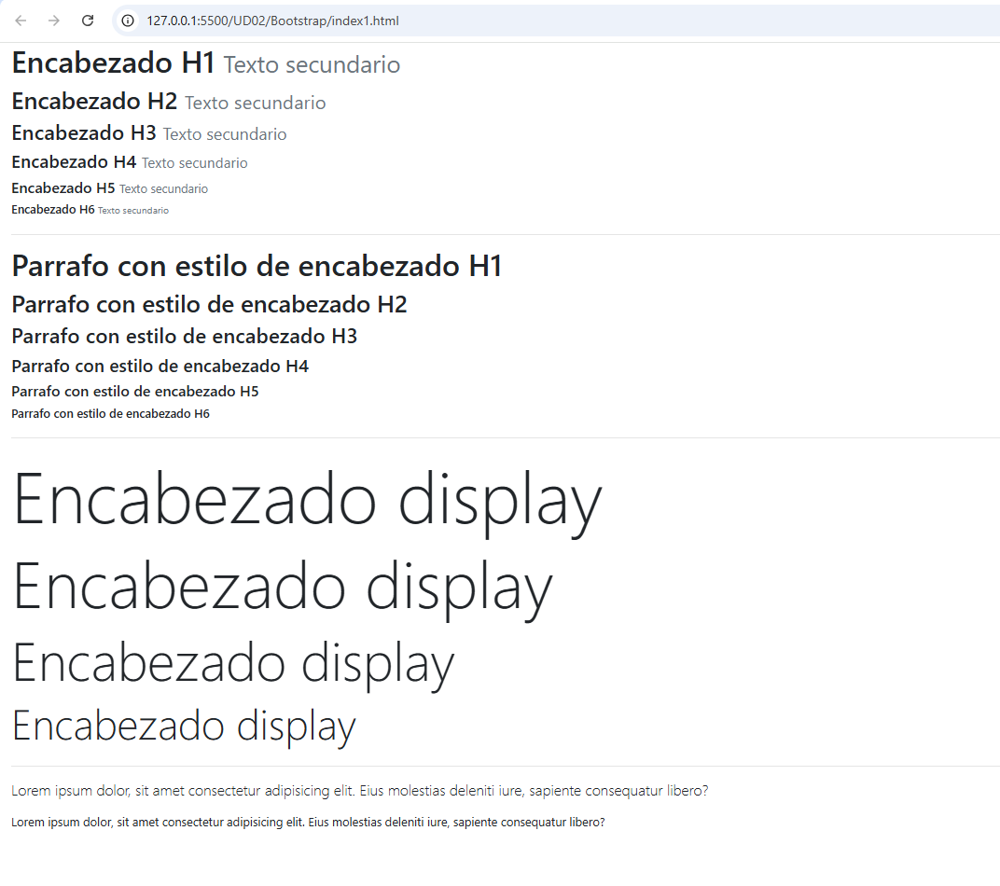 127.0.0.1:5500/UD02/Bootstrap/index1.html
Encabezado H1 Texto secundario
Encabezado H2 Texto secundario
Encabezado H3 Texto secundario
Encabezado H4 Texto secundario
Encabezado H5 Texto secundario
Encabezado H6 Texto secundario
Parrafo con estilo de encabezado H1
Parrafo con estilo de encabezado H2
Parrafo con estilo de encabezado H3
Parrafo con estilo de encabezado H4
Parrafo con estilo de encabezado H5
Parrafo con estilo de encabezado H6
Encabezado display
Encabezado display
Encabezado display
Encabezado display
Lorem ipsum dolor, sit amet consectetur adipisicing elit. Eius molestias deleniti iure, sapiente consequatur libero?
Lorem ipsum dolor, sit amet consectetur adipisicing elit. Eius molestias deleniti iure, sapiente consequatur libero?